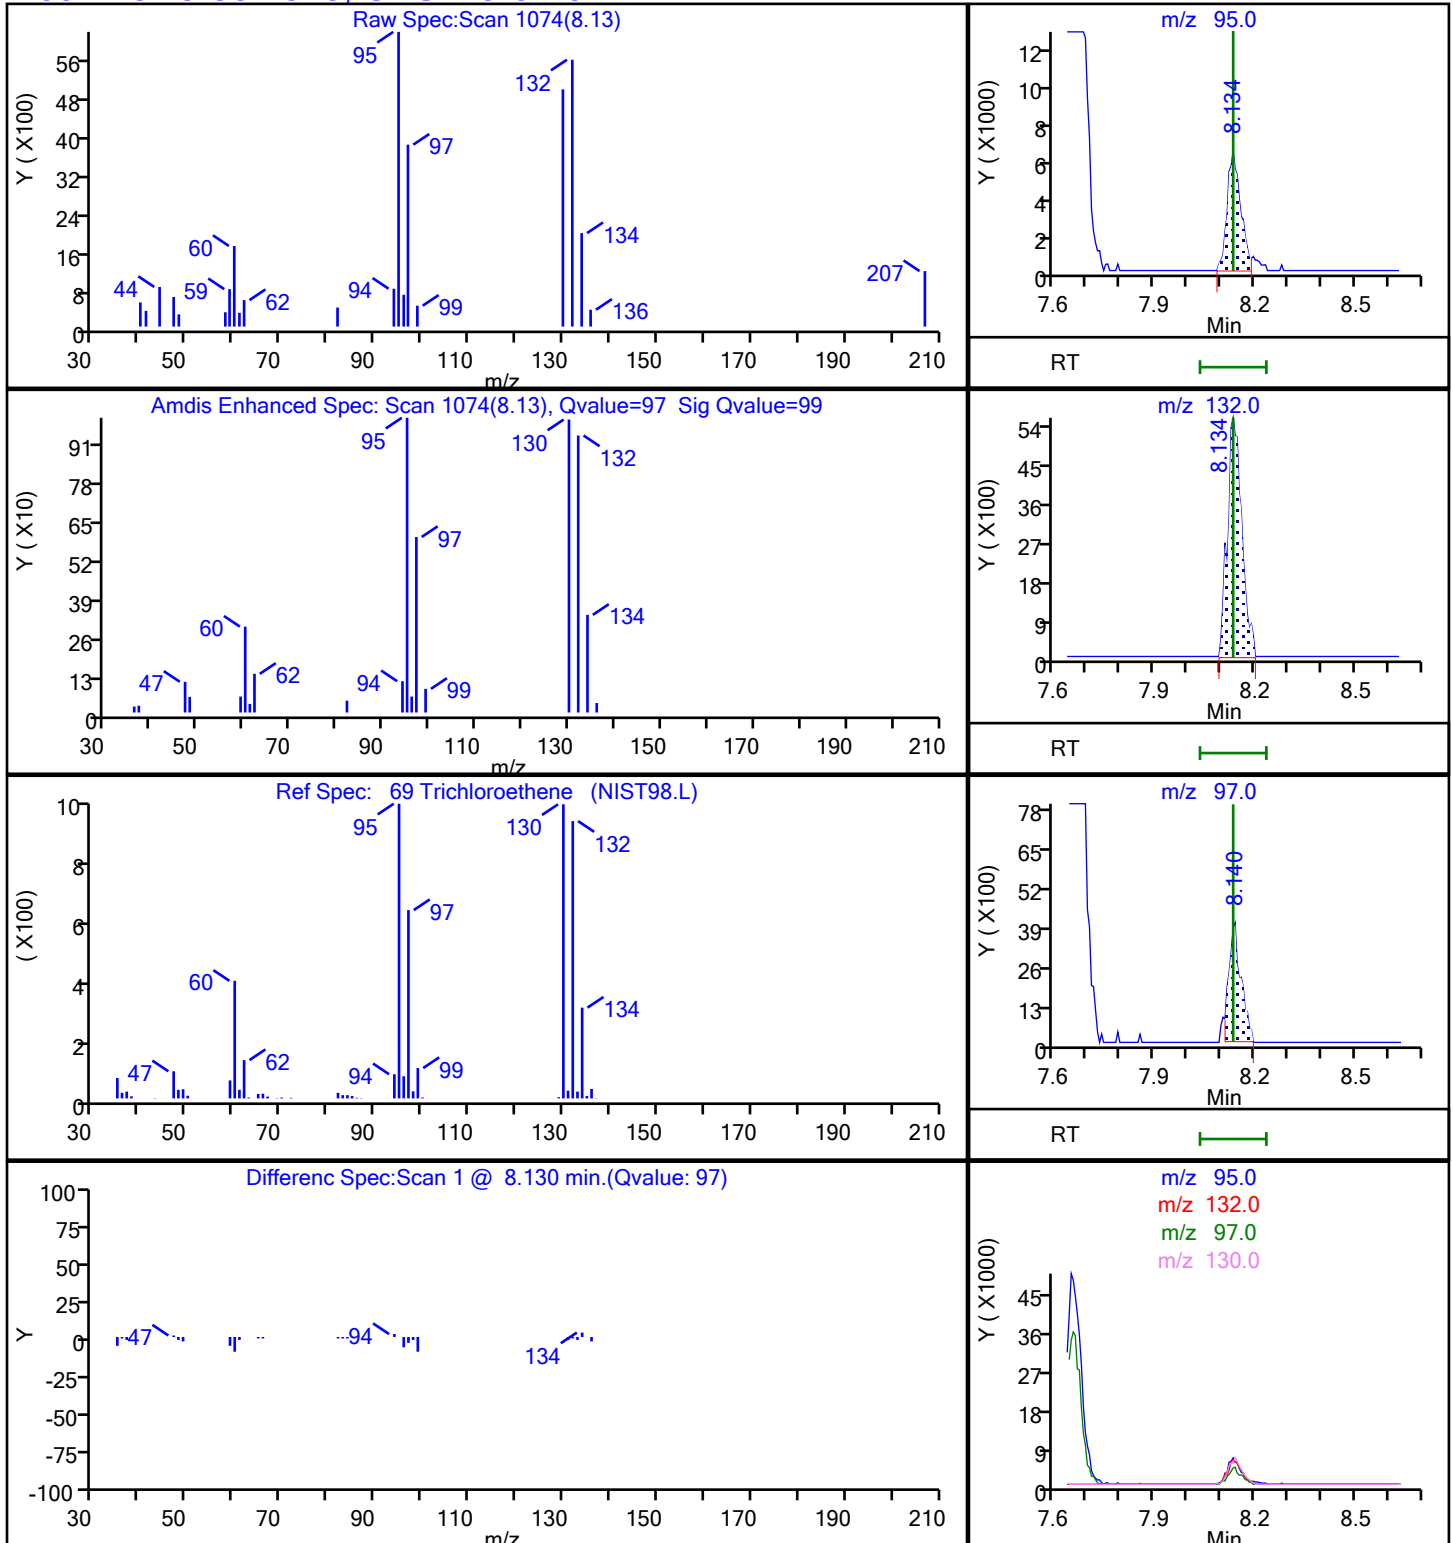 Raw Spec:Scan 1074(8.13)
Y ( X100)
56
48
40
32
24
16
8
0
95
132
97
60
134
207
44
59
62
94
99
136
30 50 70 90 110 130 150 170 190 210
m/z
m/z 95.0
Y ( X1000)
12
10
8
6
4
2
0
8.134
7.6 7.9 8.2 8.5
Min
RT
Amdis Enhanced Spec: Scan 1074(8.13), Qvalue=97 Sig Qvalue=99
Y ( X10)
91
78
65
52
39
26
13
0
95
130
132
97
134
60
47
62
94
99
30 50 70 90 110 130 150 170 190 210
m/z
m/z 132.0
Y ( X100)
54
45
36
27
18
9
0
8.134
7.6 7.9 8.2 8.5
Min
RT
Ref Spec: 69 Trichloroethene (NIST98.L)
( X100)
10
8
6
4
2
0
95
130
132
97
60
134
47
62
94
99
30 50 70 90 110 130 150 170 190 210
m/z 97.0
Y ( X100)
78
65
52
39
26
13
0
8.140
7.6 7.9 8.2 8.5
Min
RT
Differenc Spec:Scan 1 @ 8.130 min.(Qvalue: 97)
Y
100
75
50
25
0
-25
-50
-75
-100
47
94
134
30 50 70 90 110 130 150 170 190 210
m/z
m/z 95.0
m/z 132.0
m/z 97.0
m/z 130.0
Y ( X1000)
45
36
27
18
9
0
7.6 7.9 8.2 8.5
Min